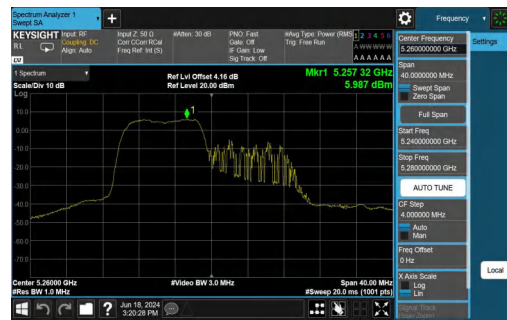 Spectrum Analyzer 1
Swept SA
Frequency
KEYSIGHT
Input: RF
Coupling: DC
Align: Auto
Input Z: 50 Ω
Corr CCorr RCal
Freq Ref: Int (S)
#Atten: 30 dB
PNO: Fast
Gate: Off
IF Gain: Low
Sig Track: Off
#Avg Type: Power (RMS
Trig: Free Run
1 2 3 4 5 6
A W W W W W
A A A A A A
RL
LV
1 Spectrum
Scale/Div 10 dB
Log
Ref Lvl Offset 4.16 dB
Ref Level 20.00 dBm
Mkr1 5.257 32 GHz
5.987 dBm
1
10.0
0.00
-10.0
-20.0
-30.0
-40.0
-50.0
-60.0
-70.0
Center 5.26000 GHz
#Res BW 1.0 MHz
#Video BW 3.0 MHz
Span 40.00 MHz
#Sweep 20.0 ms (1001 pts)
Center Frequency
5.260000000 GHz
Settings
Span
40.0000000 MHz
Swept Span
Zero Span
Full Span
Start Freq
5.240000000 GHz
Stop Freq
5.280000000 GHz
AUTO TUNE
CF Step
4.000000 MHz
Auto
Man
Freq Offset
0 Hz
X Axis Scale
Log
Lin
Local
Signal Track
Jun 18, 2024
3:20:28 PM